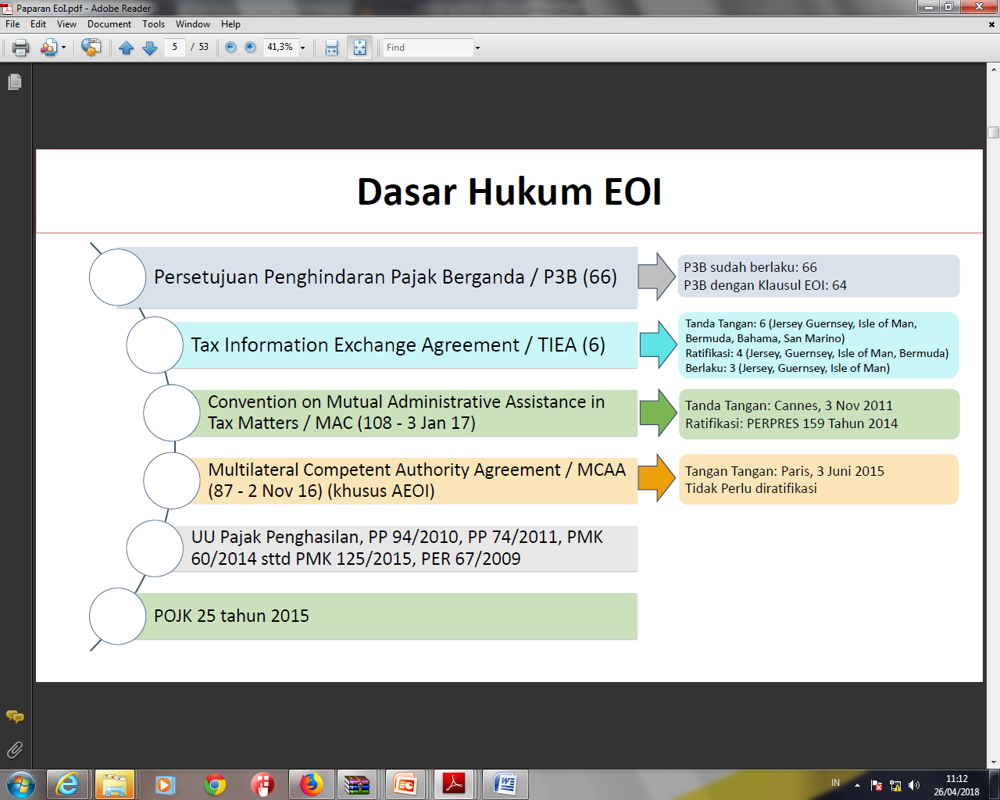 Paparan EoI.pdf - Adobe Reader
File Edit View Document Tools Window Help
5 / 53 41,3% Find
Dasar Hukum EOI
Persetujuan Penghindaran Pajak Berganda / P3B (66)
P3B sudah berlaku: 66
P3B dengan Klausul EOI: 64
Tax Information Exchange Agreement / TIEA (6)
Tanda Tangan: 6 (Jersey Guernsey, Isle of Man,
Bermuda, Bahama, San Marino)
Ratifikasi: 4 (Jersey, Guernsey, Isle of Man, Bermuda)
Berlaku: 3 (Jersey, Guernsey, Isle of Man)
Convention on Mutual Administrative Assistance in
Tax Matters / MAC (108 - 3 Jan 17)
Tanda Tangan: Cannes, 3 Nov 2011
Ratifikasi: PERPRES 159 Tahun 2014
Multilateral Competent Authority Agreement / MCAA
(87 - 2 Nov 16) (khusus AEOI)
Tangan Tangan: Paris, 3 Juni 2015
Tidak Perlu diratifikasi
UU Pajak Penghasilan, PP 94/2010, PP 74/2011, PMK
60/2014 sttd PMK 125/2015, PER 67/2009
POJK 25 tahun 2015
IN
11:12
26/04/2018